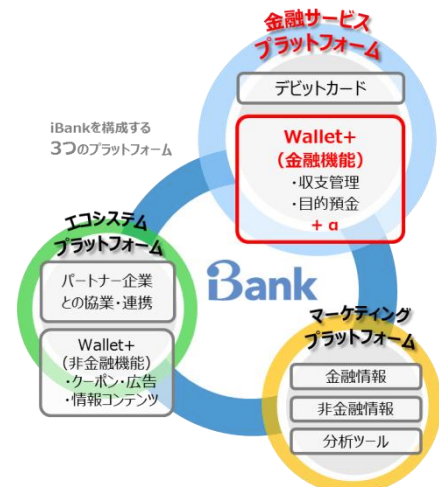 金融サービス
プラットフォーム
デビットカード
Wallet+
（金融機能）
・収支管理
・目的預金
+ α
iBankを構成する
3つのプラットフォーム
エコシステム
プラットフォーム
パートナー企業
との協業・連携
Wallet+
（非金融機能）
・クーポン・広告
・情報コンテンツ
iBank
マーケティング
プラットフォーム
金融情報
非金融情報
分析ツール